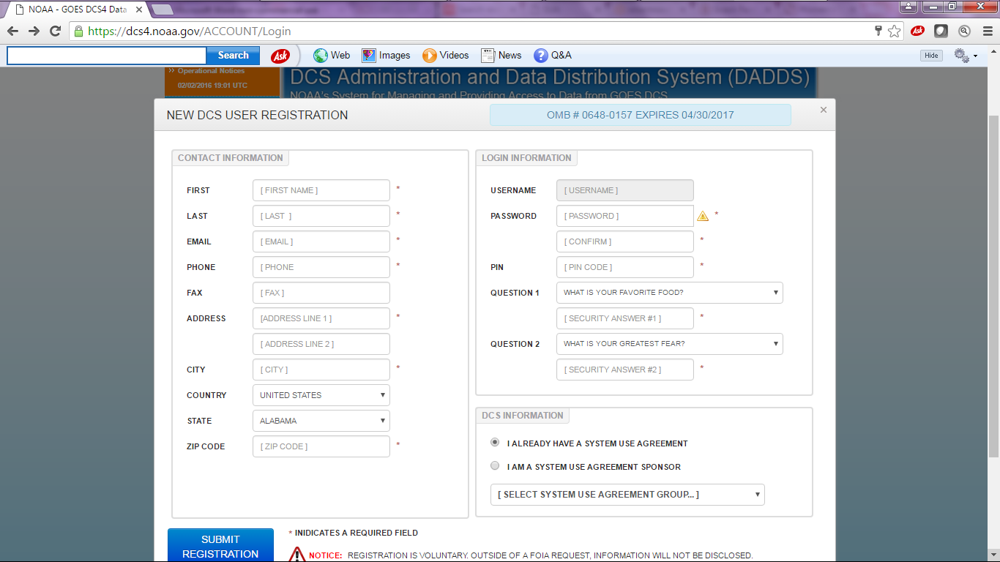 NOAA - GOES DCS4 Data
https://dcs4.noaa.gov/ACCOUNT/Login
Search Ask Web Images Videos News Q&A Hide
>> Operational Notices
02/02/2016 19:01 UTC
DCS Administration and Data Distribution System (DADDS)
NOAA's System for Managing and Providing Access to Data from GOES DCS
NEW DCS USER REGISTRATION
OMB # 0648-0157 EXPIRES 04/30/2017
×
CONTACT INFORMATION
FIRST [ FIRST NAME ] *
LAST [ LAST ] *
EMAIL [ EMAIL ] *
PHONE [ PHONE *
FAX [ FAX ]
ADDRESS [ADDRESS LINE 1 ] *
[ ADDRESS LINE 2 ]
CITY [ CITY ] *
COUNTRY UNITED STATES
STATE ALABAMA
ZIP CODE [ ZIP CODE ] *
LOGIN INFORMATION
USERNAME [ USERNAME ]
PASSWORD [ PASSWORD ] *
[ CONFIRM ] *
PIN [ PIN CODE ] *
QUESTION 1 WHAT IS YOUR FAVORITE FOOD?
[ SECURITY ANSWER #1 ] *
QUESTION 2 WHAT IS YOUR GREATEST FEAR?
[ SECURITY ANSWER #2 ] *
DCS INFORMATION
I ALREADY HAVE A SYSTEM USE AGREEMENT
I AM A SYSTEM USE AGREEMENT SPONSOR
[ SELECT SYSTEM USE AGREEMENT GROUP... ]
SUBMIT
REGISTRATION
* INIDICATES A REQUIRED FIELD
NOTICE: REGISTRATION IS VOLUNTARY. OUTSIDE OF A FOIA REQUEST, INFORMATION WILL NOT BE DISCLOSED.